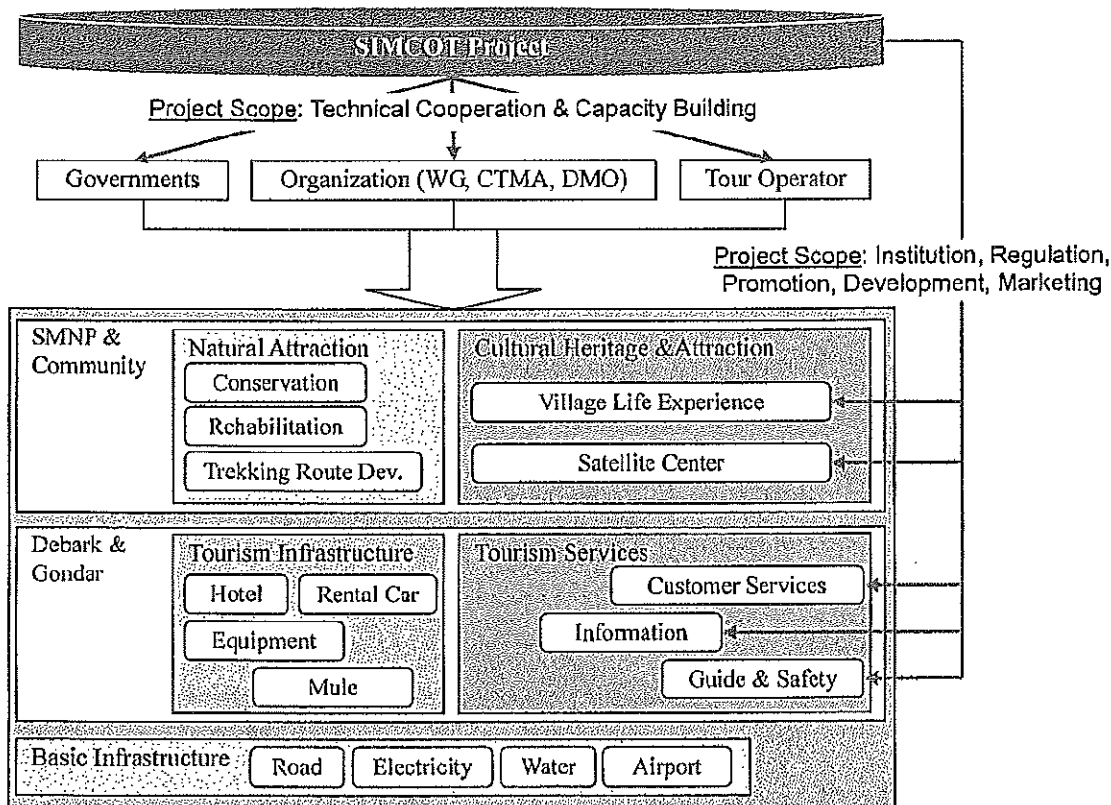 SIMCOT Project
Project Scope: Technical Cooperation & Capacity Building
Governments
Organization (WG, CTMA, DMO)
Tour Operator
Project Scope: Institution, Regulation,
Promotion, Development, Marketing
SMNP &
Community
Natural Attraction
Conservation
Rehabilitation
Trekking Route Dev.
Cultural Heritage &Attraction
Village Life Experience
Satellite Center
Debark &
Gondar
Tourism Infrastructure
Hotel
Rental Car
Equipment
Mule
Tourism Services
Customer Services
Information
Guide & Safety
Basic Infrastructure
Road
Electricity
Water
Airport